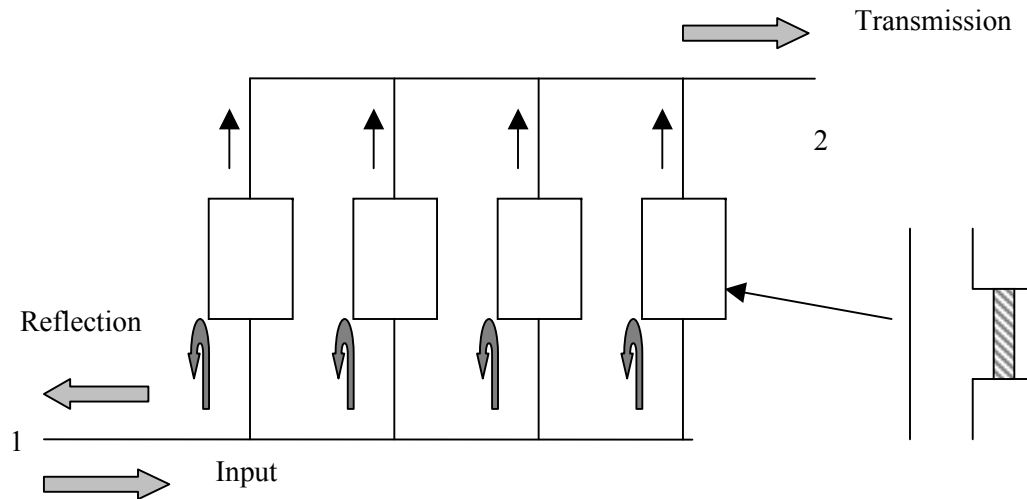 Transmission
2
Reflection
1
Input